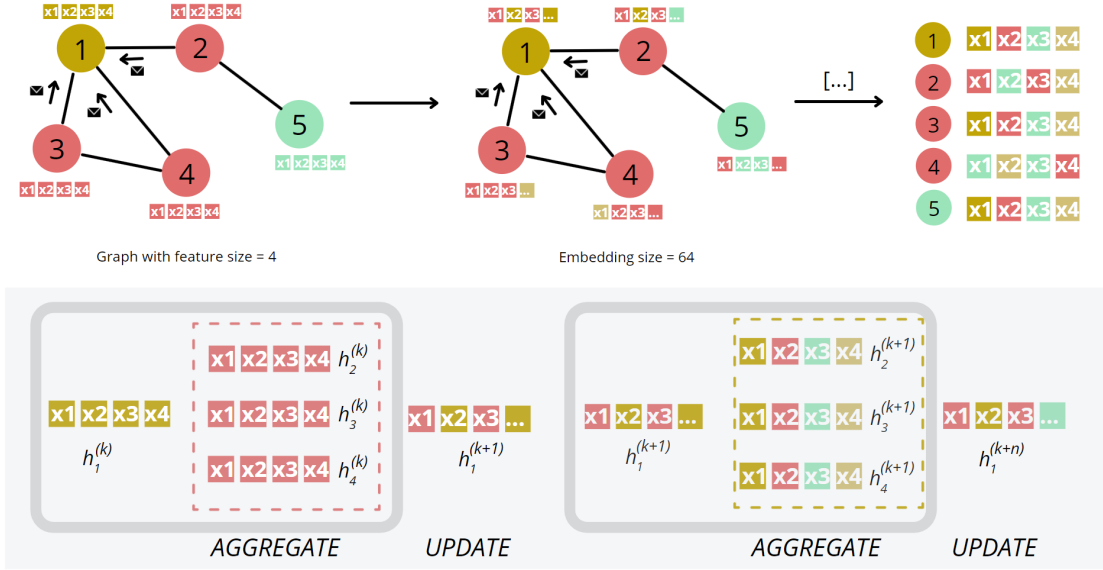 x1 x2 x3 x4
x1 x2 x3 x4
1
2
3
4
5
x1 x2 x3 x4
x1 x2 x3 x4
x1 x2 x3 x4
Graph with feature size = 4
x1 x2 x3 ...
x1 x2 x3 ...
1
2
3
4
5
x1 x2 x3 ...
x1 x2 x3 ...
x1 x2 x3 ...
Embedding size = 64
[...]
1 x1 x2 x3 x4
2 x1 x2 x3 x4
3 x1 x2 x3 x4
4 x1 x2 x3 x4
5 x1 x2 x3 x4
x1 x2 x3 x4
h1(k)
x1 x2 x3 x4 h2(k)
x1 x2 x3 x4 h3(k)
x1 x2 x3 x4 h4(k)
x1 x2 x3 ...
h1(k+1)
AGGREGATE
UPDATE
x1 x2 x3 ...
h1(k+1)
x1 x2 x3 x4 h2(k+1)
x1 x2 x3 x4 h3(k+1)
x1 x2 x3 x4 h4(k+1)
x1 x2 x3 ...
h1(k+n)
AGGREGATE
UPDATE